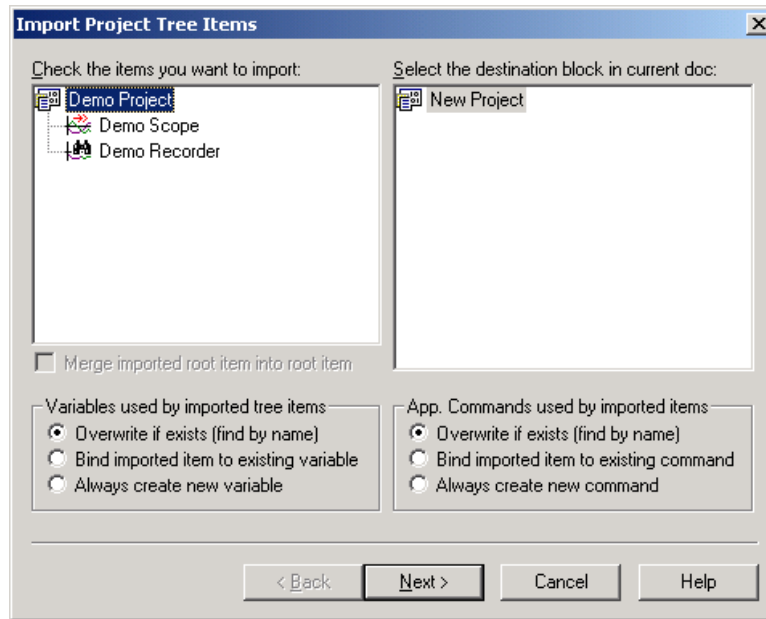 Import Project Tree Items
Check the items you want to import:
Demo Project
Demo Scope
Demo Recorder
Merge imported root item into root item
Select the destination block in current doc:
New Project
Variables used by imported tree items
Overwrite if exists (find by name)
Bind imported item to existing variable
Always create new variable
App. Commands used by imported items
Overwrite if exists (find by name)
Bind imported item to existing command
Always create new command
< Back
Next >
Cancel
Help